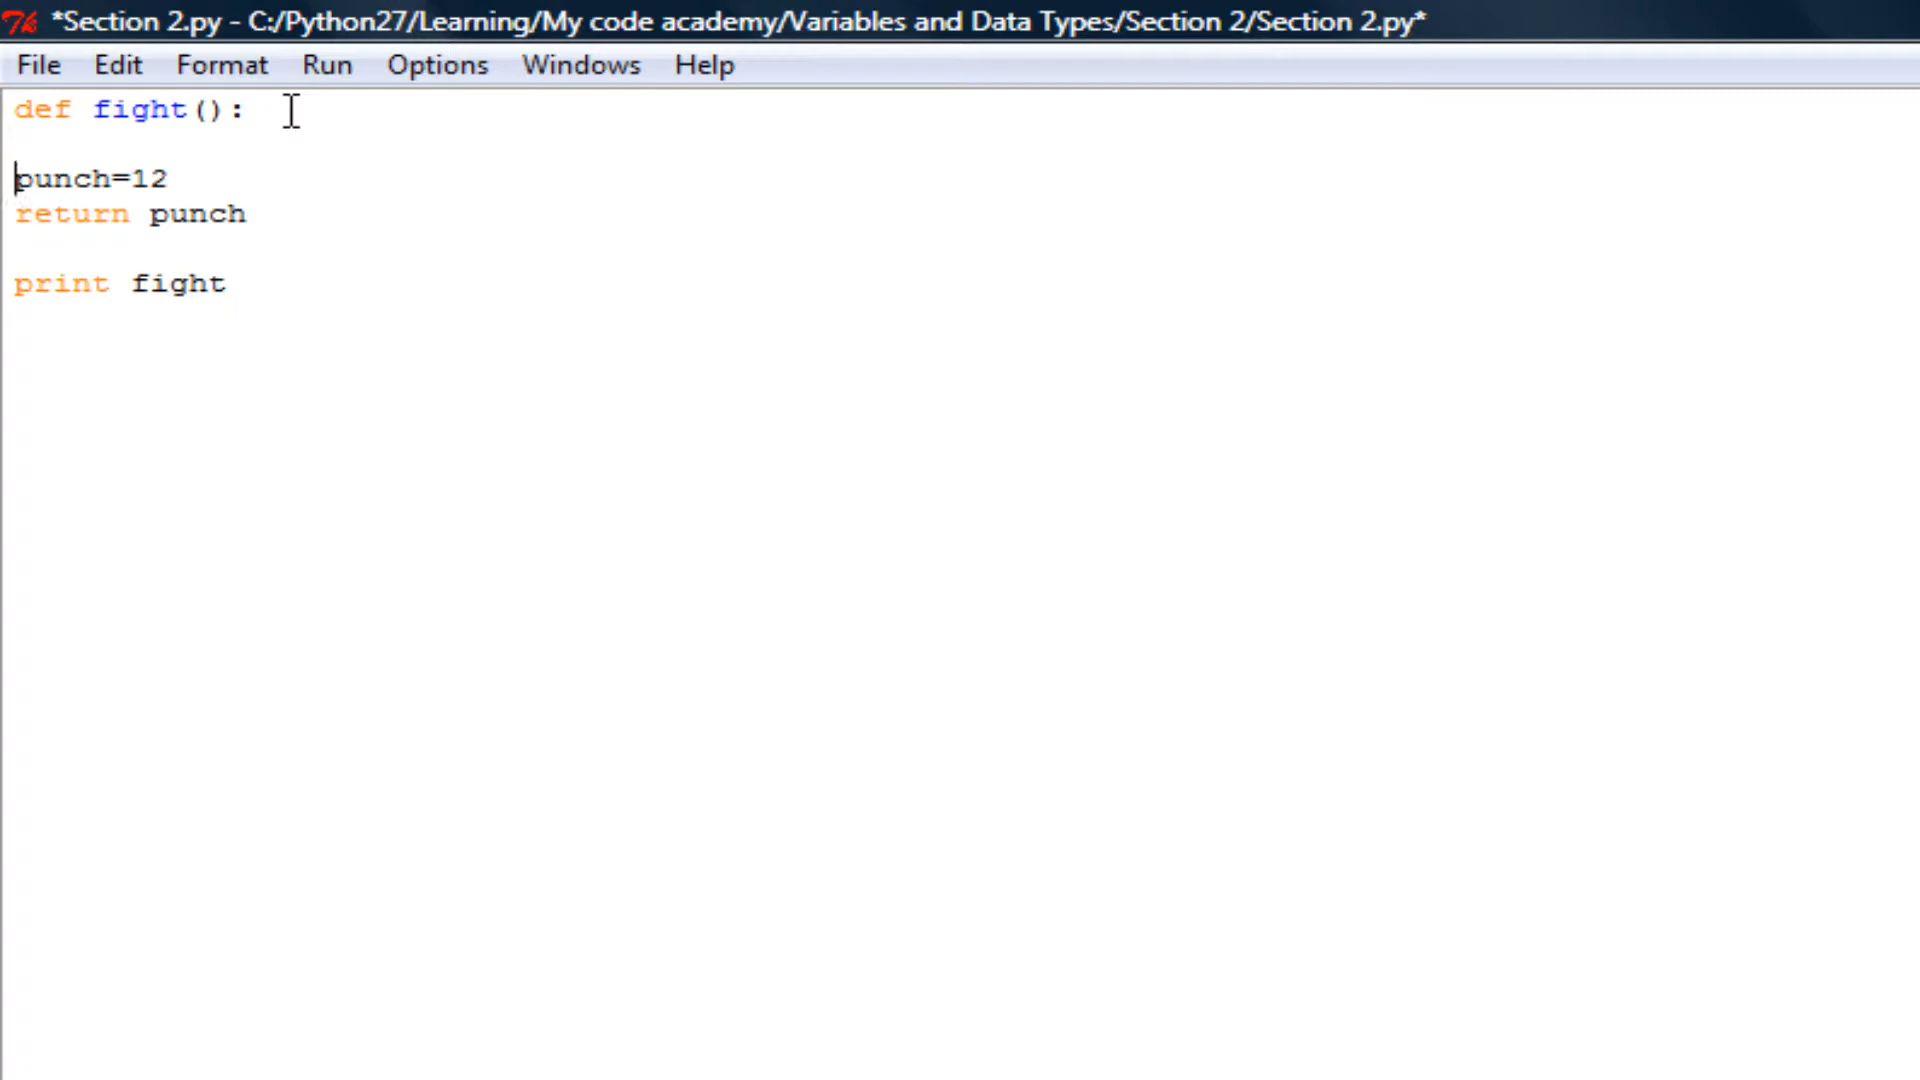 *Section 2.py - C:/Python27/Learning/My code academy/Variables and Data Types/Section 2/Section 2.py*
File Edit Format Run Options Windows Help
def fight():
punch=12
return punch
print fight